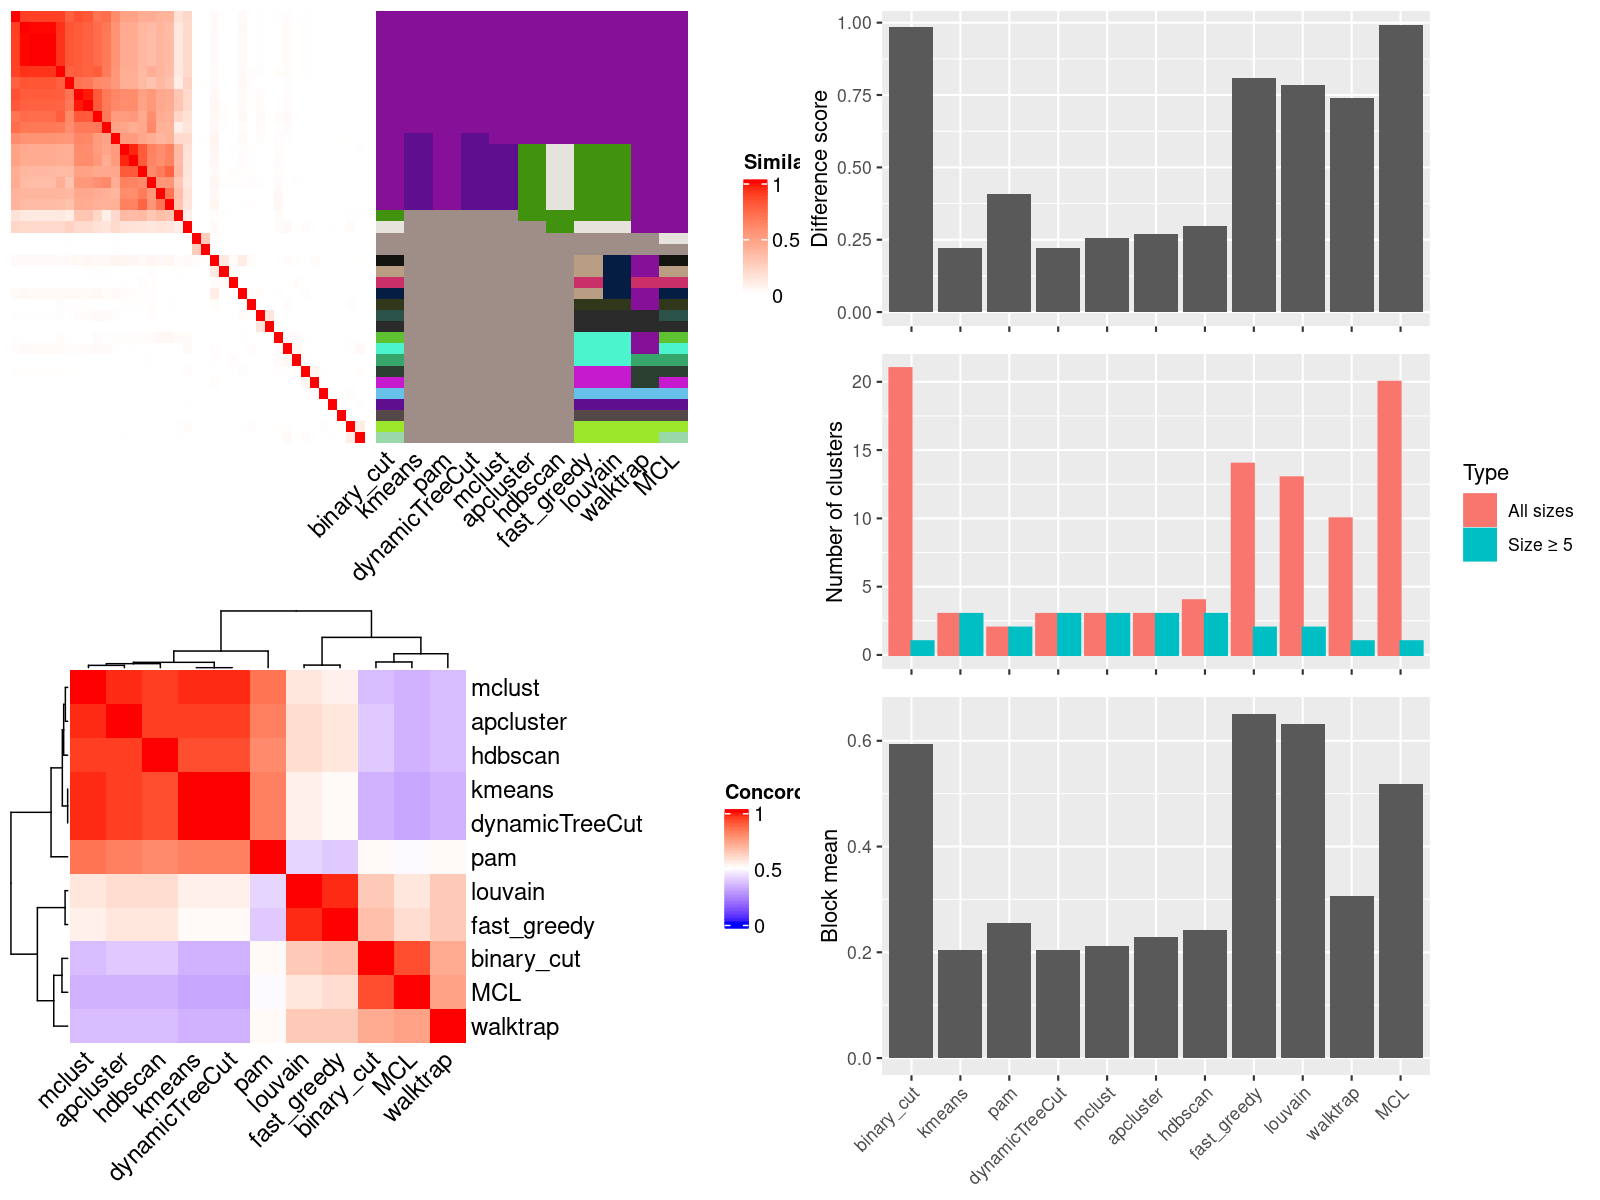 Simila
1
0.5
0
binary_cut
kmeans
pam
dynamicTreeCut
mclust
apcluster
hdbscan
fast_greedy
louvain
walktrap
MCL
mclust
apcluster
hdbscan
kmeans
dynamicTreeCut
pam
louvain
fast_greedy
binary_cut
MCL
walktrap
mclust
apcluster
hdbscan
kmeans
dynamicTreeCut
pam
louvain
fast_greedy
binary_cut
MCL
walktrap
Concord
1
0.5
0
Difference score
1.00
0.75
0.50
0.25
0.00
Number of clusters
20
15
10
5
0
Type
All sizes
Size ≥ 5
Block mean
0.6
0.4
0.2
0.0
binary_cut
kmeans
pam
dynamicTreeCut
mclust
apcluster
hdbscan
fast_greedy
louvain
walktrap
MCL